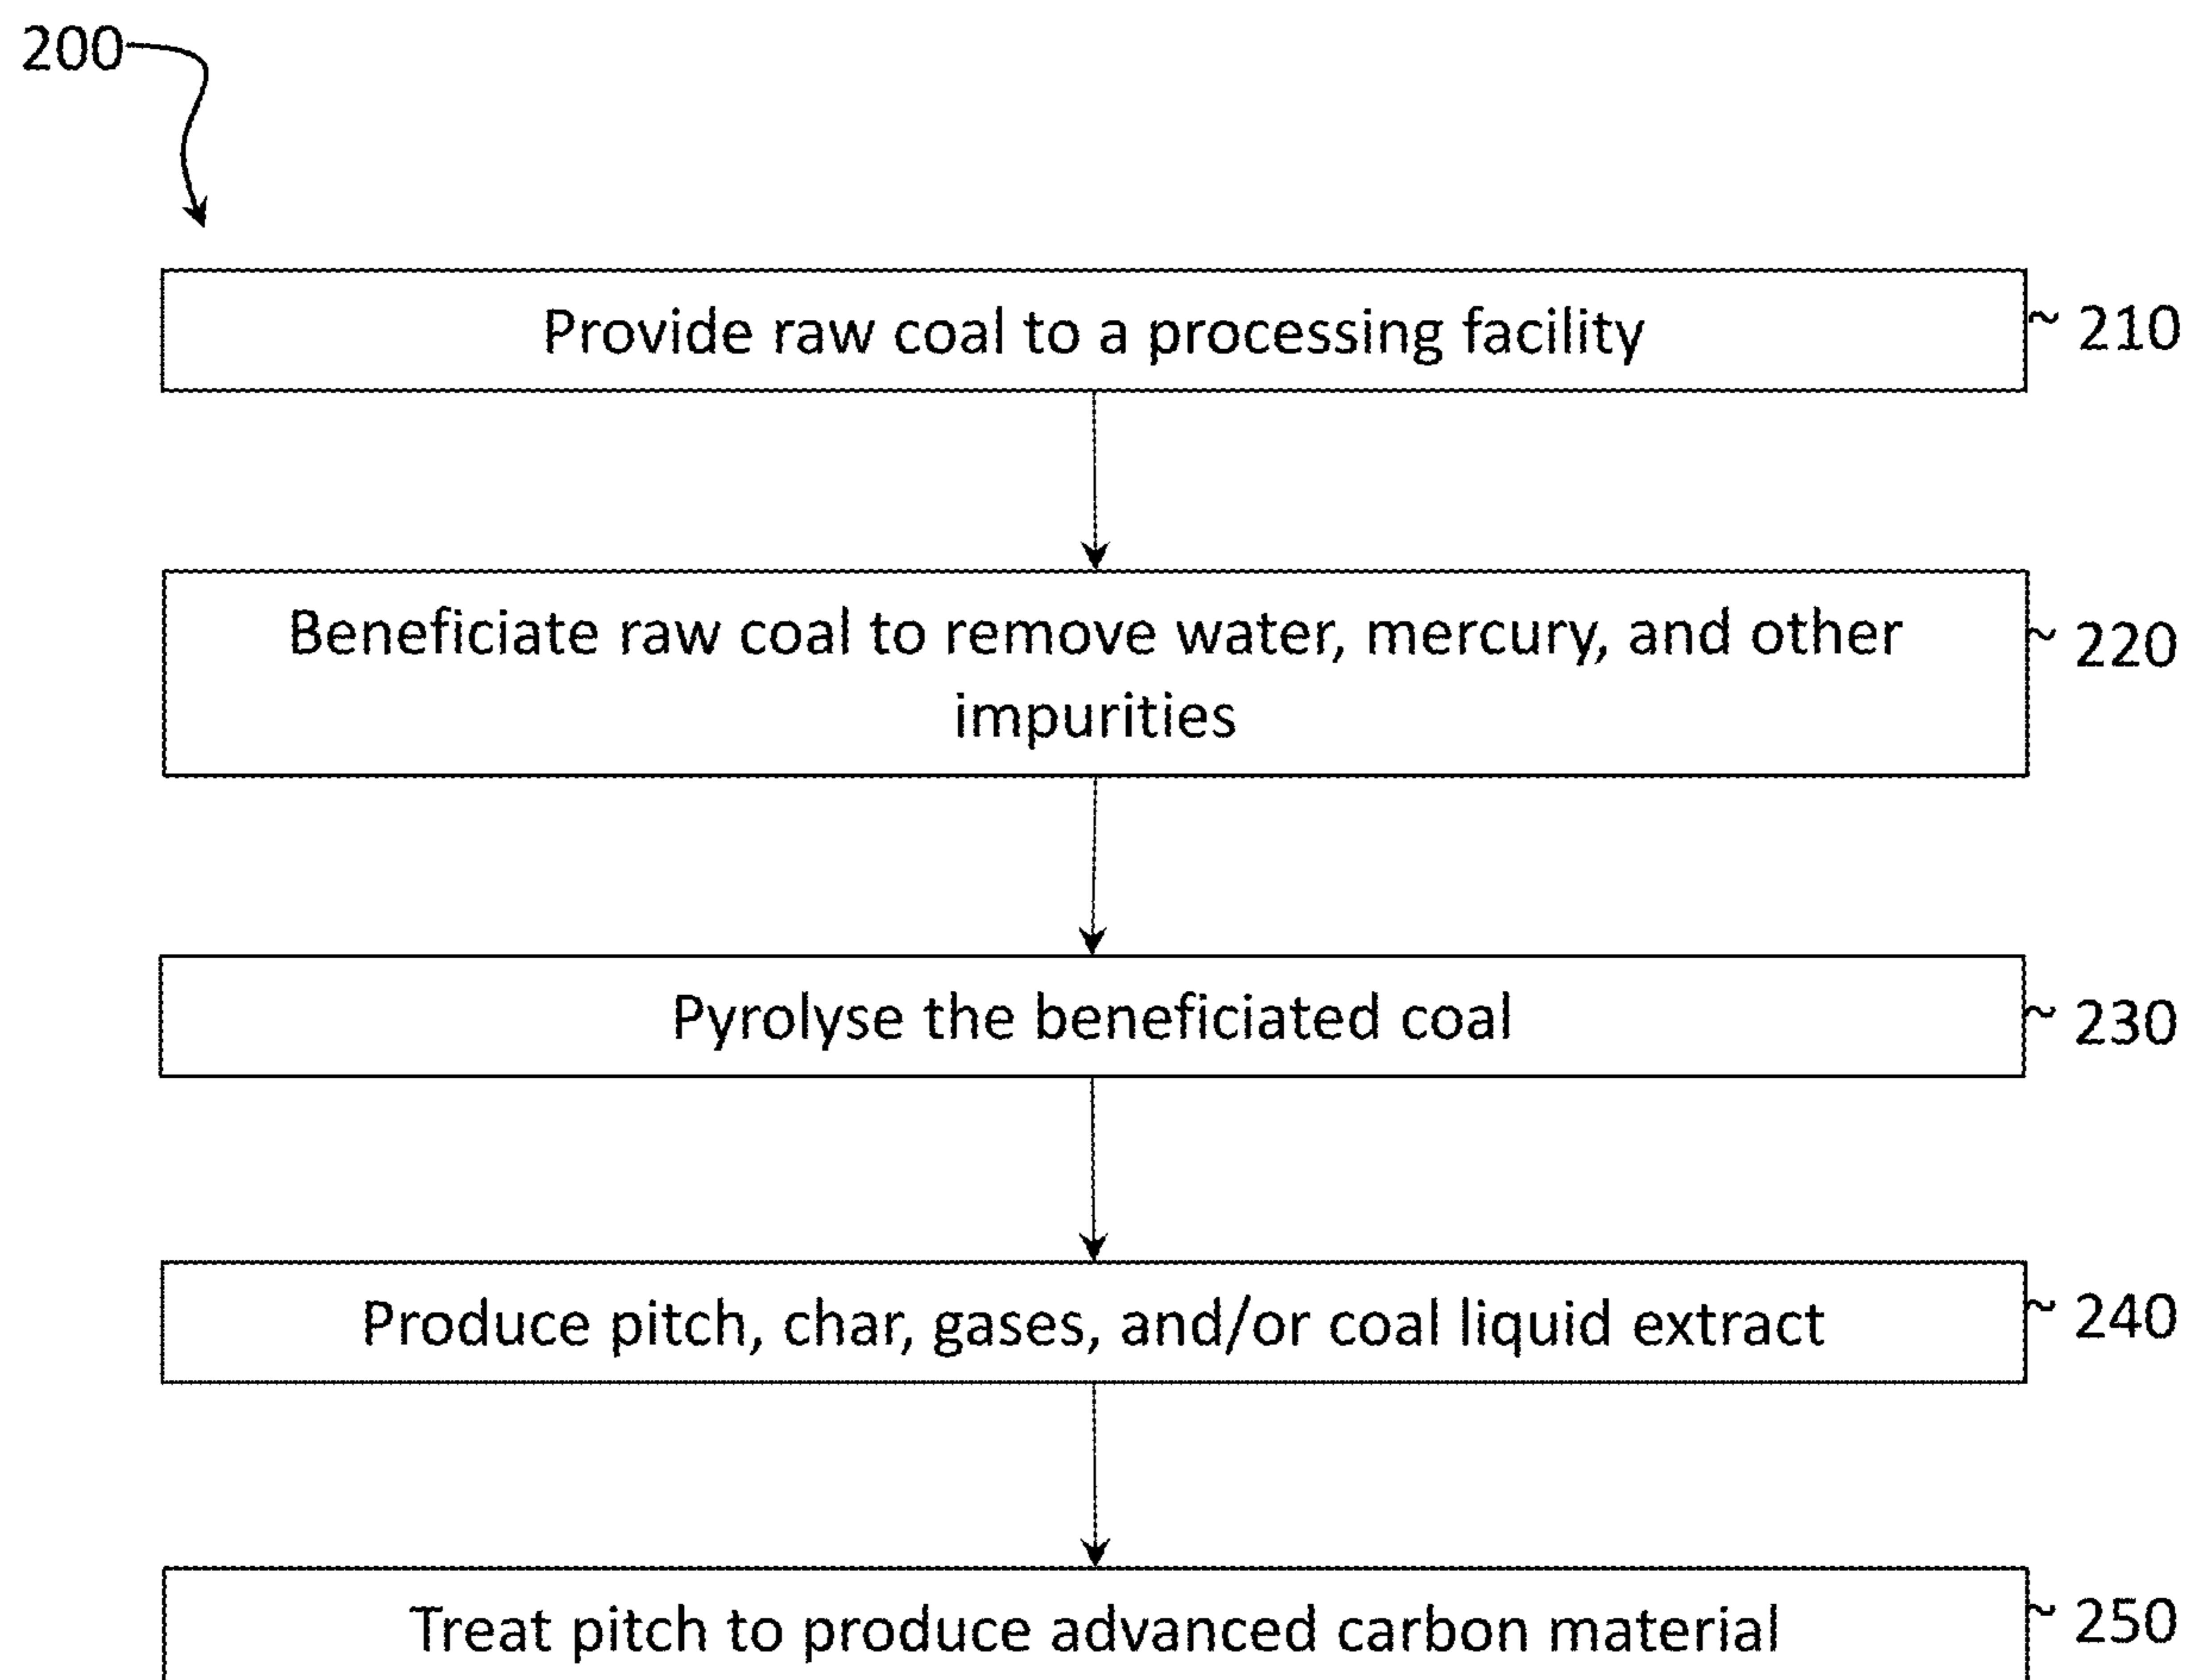 200
Provide raw coal to a processing facility
210
Beneficiate raw coal to remove water, mercury, and other
impurities
220
Pyrolyse the beneficiated coal
230
Produce pitch, char, gases, and/or coal liquid extract
240
Treat pitch to produce advanced carbon material
250